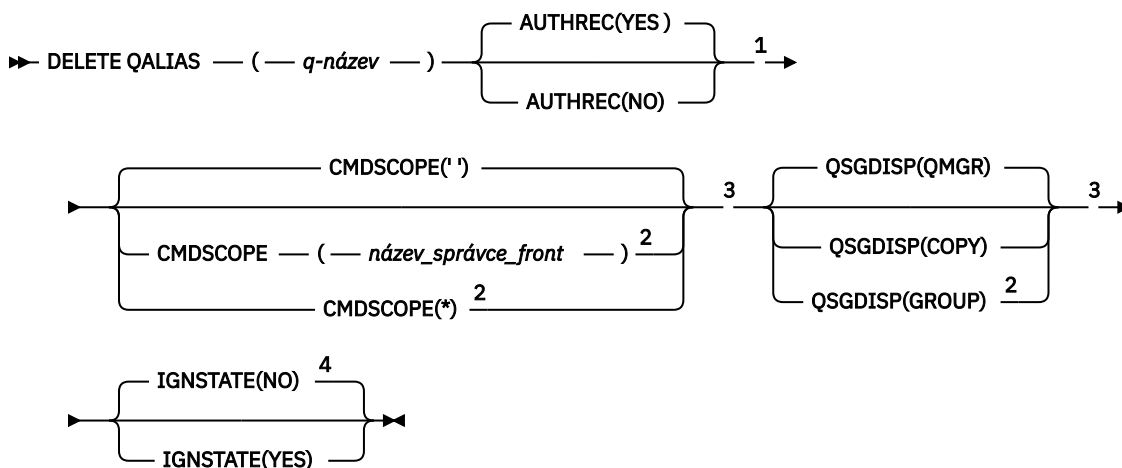 AUTHREC(YES )
DELETE QALIAS ( q-název ) 1
AUTHREC(NO)
CMDSCOPE(' ') QSGDISP(QMGR)
3 3
CMDSCOPE ( název_správce_front ) 2 QSGDISP(COPY)
CMDSCOPE(*) 2 QSGDISP(GROUP) 2
IGNSTATE(NO) 4
IGNSTATE(YES)